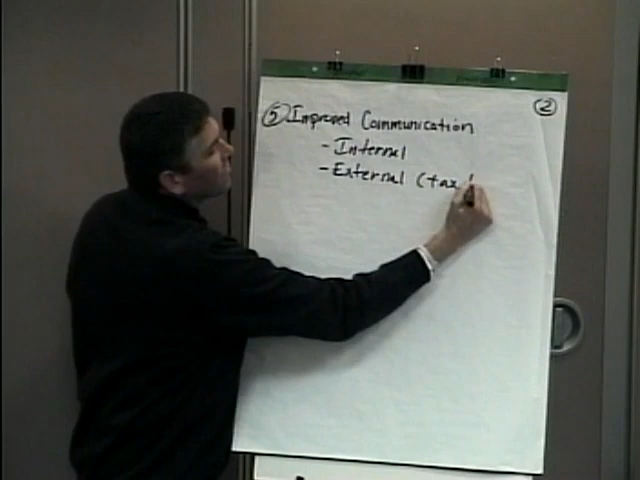 (2)
(5) Improved Communication
- Internal
- External (tax